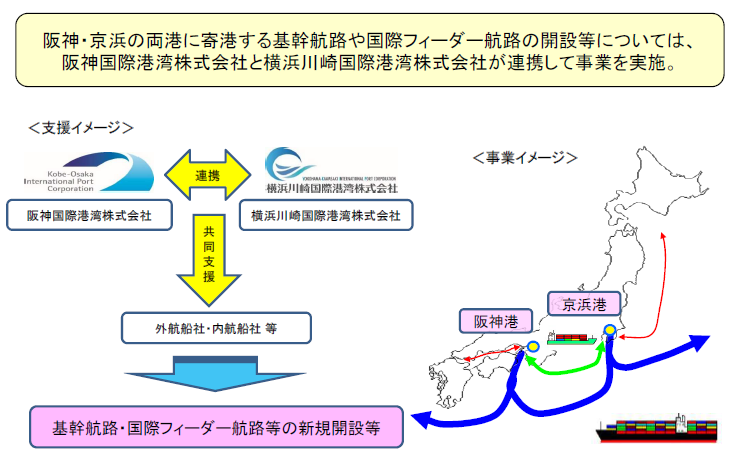 阪神・京浜の両港に寄港する基幹航路や国際フィーダー航路の開設等については、
阪神国際港湾株式会社と横浜川崎国際港湾株式会社が連携して事業を実施。
＜支援イメージ＞
Kobe-Osaka
International Port
Corporation
連携
YOKOHAMA KAWASAKI INTERNATIONAL PORT CORPORATION
横浜川崎国際港湾株式会社
阪神国際港湾株式会社
横浜川崎国際港湾株式会社
共同支援
外航船社・内航船社 等
基幹航路・国際フィーダー航路等の新規開設等
＜事業イメージ＞
京浜港
阪神港